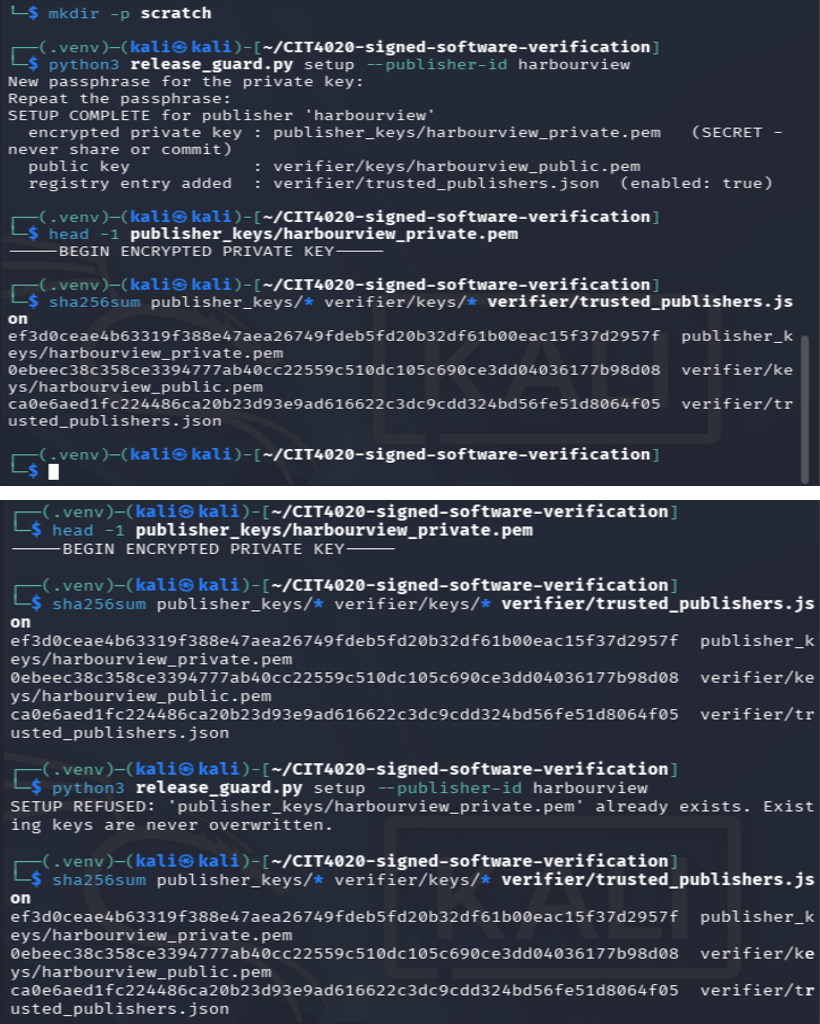 └─$ mkdir -p scratch
┌──(.venv)─(kali㉿kali)-[~/CIT4020-signed-software-verification]
└─$ python3 release_guard.py setup --publisher-id harbourview
New passphrase for the private key:
Repeat the passphrase:
SETUP COMPLETE for publisher 'harbourview'
  encrypted private key : publisher_keys/harbourview_private.pem   (SECRET -
never share or commit)
  public key            : verifier/keys/harbourview_public.pem
  registry entry added  : verifier/trusted_publishers.json  (enabled: true)
┌──(.venv)─(kali㉿kali)-[~/CIT4020-signed-software-verification]
└─$ head -1 publisher_keys/harbourview_private.pem
-----BEGIN ENCRYPTED PRIVATE KEY-----
┌──(.venv)─(kali㉿kali)-[~/CIT4020-signed-software-verification]
└─$ sha256sum publisher_keys/* verifier/keys/* verifier/trusted_publishers.js
on
ef3d0ceae4b63319f388e47aea26749fdeb5fd20b32df61b00eac15f37d2957f  publisher_k
eys/harbourview_private.pem
0ebeec38c358ce3394777ab40cc22559c510dc105c690ce3dd04036177b98d08  verifier/ke
ys/harbourview_public.pem
ca0e6aed1fc224486ca20b23d93e9ad616622c3dc9cdd324bd56fe51d8064f05  verifier/tr
usted_publishers.json
┌──(.venv)─(kali㉿kali)-[~/CIT4020-signed-software-verification]
└─$
┌──(.venv)─(kali㉿kali)-[~/CIT4020-signed-software-verification]
└─$ head -1 publisher_keys/harbourview_private.pem
-----BEGIN ENCRYPTED PRIVATE KEY-----
┌──(.venv)─(kali㉿kali)-[~/CIT4020-signed-software-verification]
└─$ sha256sum publisher_keys/* verifier/keys/* verifier/trusted_publishers.js
on
ef3d0ceae4b63319f388e47aea26749fdeb5fd20b32df61b00eac15f37d2957f  publisher_k
eys/harbourview_private.pem
0ebeec38c358ce3394777ab40cc22559c510dc105c690ce3dd04036177b98d08  verifier/ke
ys/harbourview_public.pem
ca0e6aed1fc224486ca20b23d93e9ad616622c3dc9cdd324bd56fe51d8064f05  verifier/tr
usted_publishers.json
┌──(.venv)─(kali㉿kali)-[~/CIT4020-signed-software-verification]
└─$ python3 release_guard.py setup --publisher-id harbourview
SETUP REFUSED: 'publisher_keys/harbourview_private.pem' already exists. Exist
ing keys are never overwritten.
┌──(.venv)─(kali㉿kali)-[~/CIT4020-signed-software-verification]
└─$ sha256sum publisher_keys/* verifier/keys/* verifier/trusted_publishers.js
on
ef3d0ceae4b63319f388e47aea26749fdeb5fd20b32df61b00eac15f37d2957f  publisher_k
eys/harbourview_private.pem
0ebeec38c358ce3394777ab40cc22559c510dc105c690ce3dd04036177b98d08  verifier/ke
ys/harbourview_public.pem
ca0e6aed1fc224486ca20b23d93e9ad616622c3dc9cdd324bd56fe51d8064f05  verifier/tr
usted_publishers.json
KALI
KALI